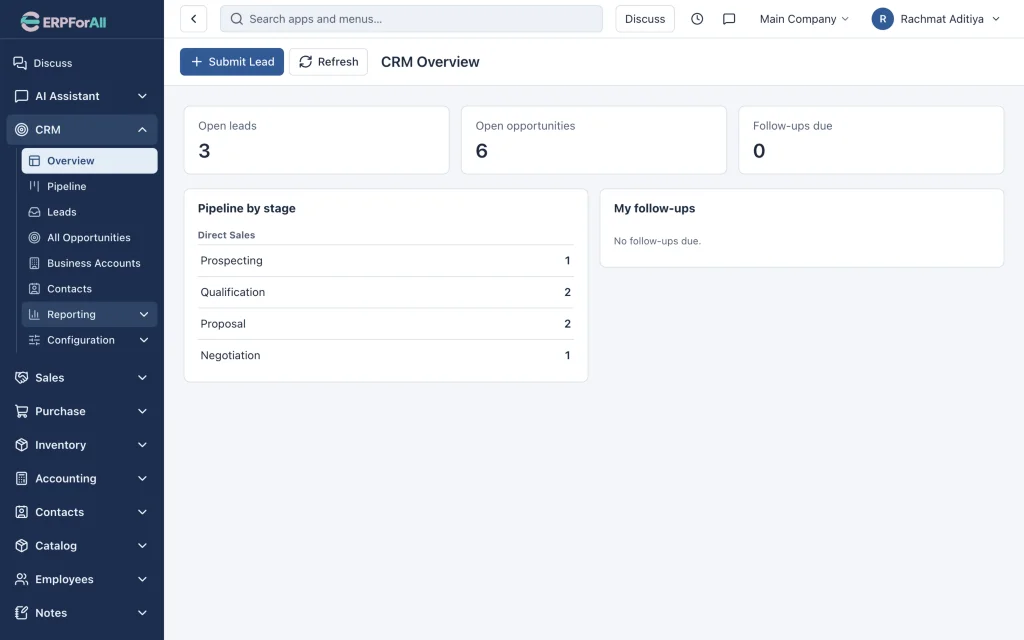 ERPForAll
Search apps and menus...
Discuss
Main Company
R
Rachmat Aditiya
Discuss
AI Assistant
CRM
Overview
Pipeline
Leads
All Opportunities
Business Accounts
Contacts
Reporting
Configuration
Sales
Purchase
Inventory
Accounting
Contacts
Catalog
Employees
Notes
Submit Lead
Refresh
CRM Overview
Open leads
3
Open opportunities
6
Follow-ups due
0
Pipeline by stage
Direct Sales
Prospecting 1
Qualification 2
Proposal 2
Negotiation 1
My follow-ups
No follow-ups due.